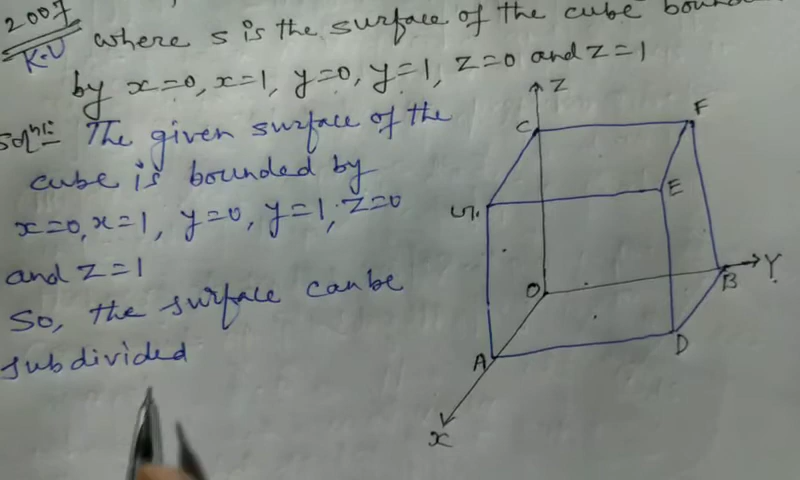 2007
K.U
where s is the surface of the cube
by x=0, x=1, y=0, y=1, z=0 and z=1
Solⁿ:- The given surface of the
cube is bounded by
x=0, x=1, y=0, y=1, z=0
and z=1
So, the surface can be
subdivided
Z
C
F
G
E
O
B
Y
A
D
x